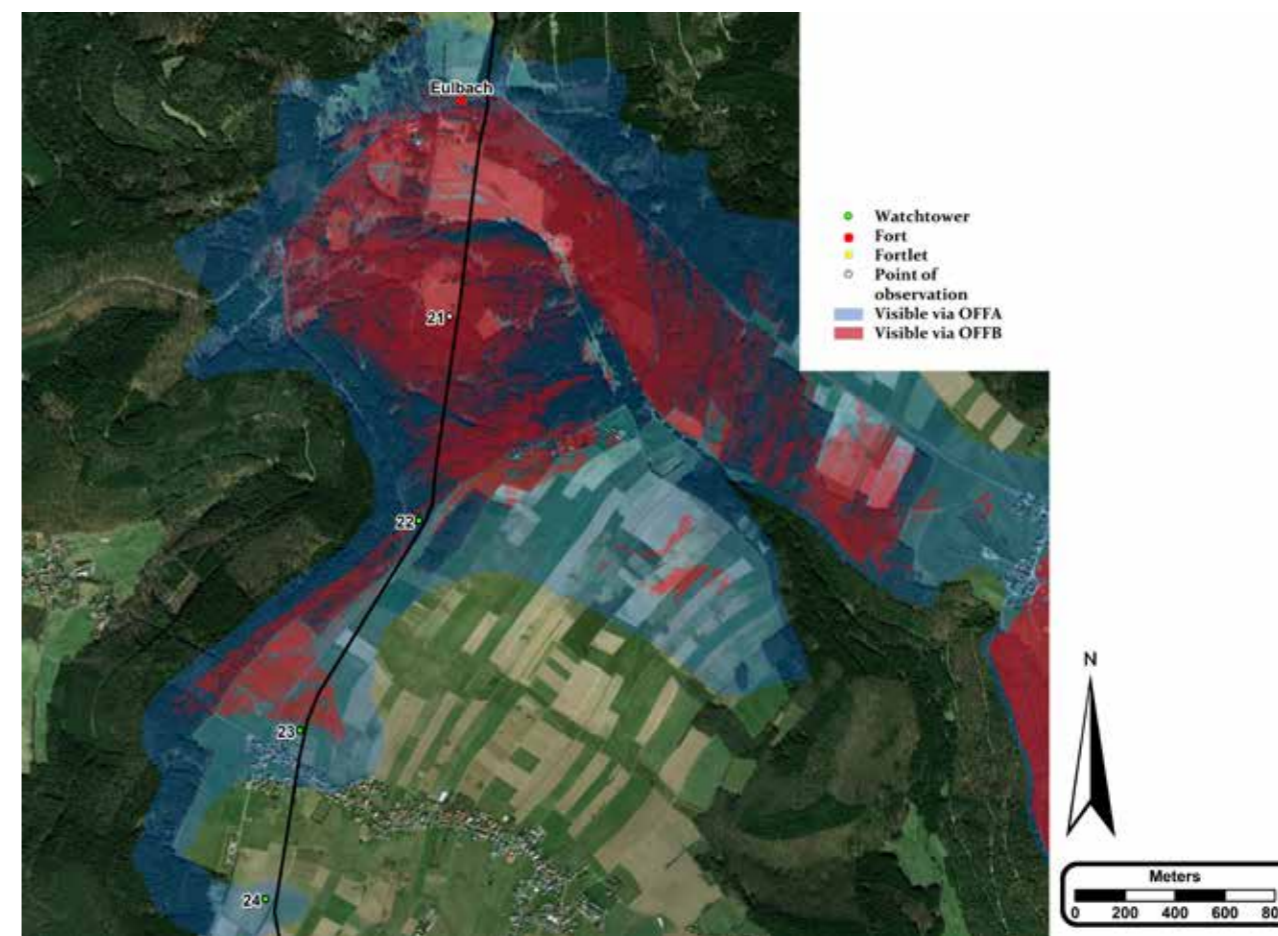 Eulbach
Watchtower
Fort
Fortlet
Point of
observation
Visible via OFFA
Visible via OFFB
21
22
23
24
N
Meters
0 200 400 600 80